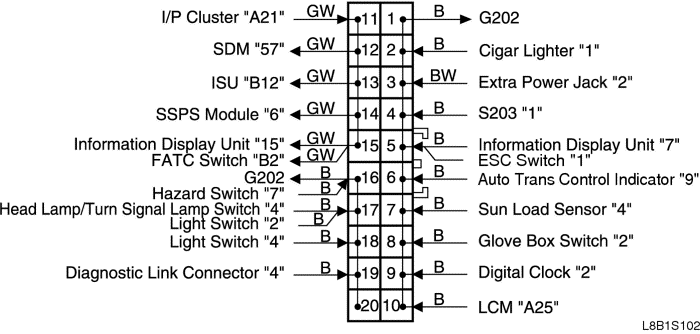 I/P Cluster "A21" GW 11 1 B G202
SDM "57" GW 12 2 B Cigar Lighter "1"
ISU "B12" GW 13 3 BW Extra Power Jack "2"
SSPS Module "6" GW 14 4 B S203 "1"
Information Display Unit "15" GW 15 5 B Information Display Unit "7"
FATC Switch "B2" GW ESC Switch "1"
G202 B 16 6 B Auto Trans Control Indicator "9"
Hazard Switch "7" B
Head Lamp/Turn Signal Lamp Switch "4" B 17 7 B Sun Load Sensor "4"
Light Switch "2" B
Light Switch "4" B 18 8 B Glove Box Switch "2"
Diagnostic Link Connector "4" B 19 9 B Digital Clock "2"
20 10 B LCM "A25"
L8B1S102